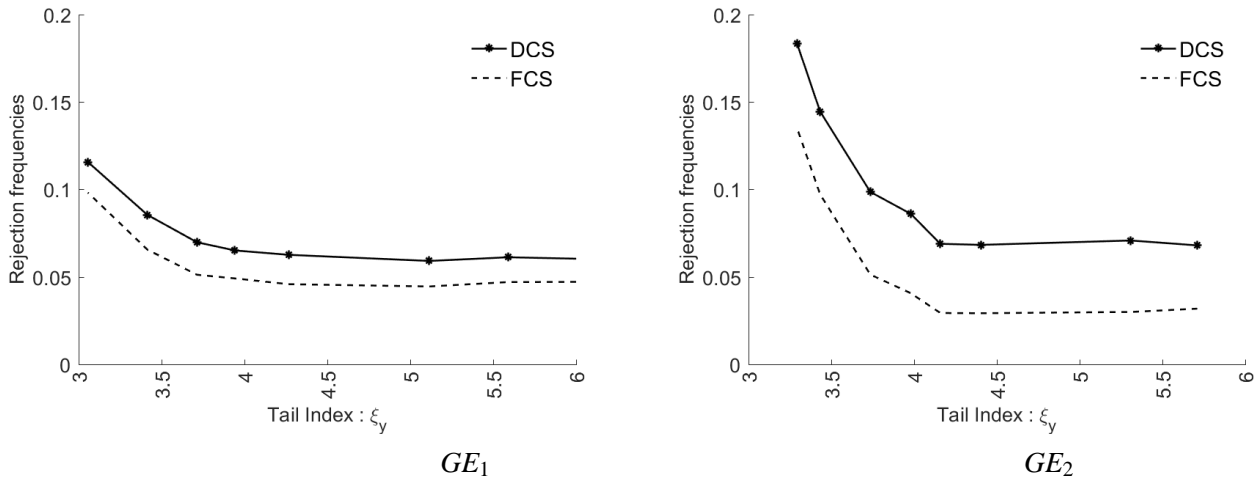 0.2
0.15
0.1
0.05
0
Rejection frequencies
DCS
FCS
3
3.5
4
4.5
5
5.5
6
Tail Index : ξy
GE1
0.2
0.15
0.1
0.05
0
Rejection frequencies
DCS
FCS
3
3.5
4
4.5
5
5.5
6
Tail Index : ξy
GE2